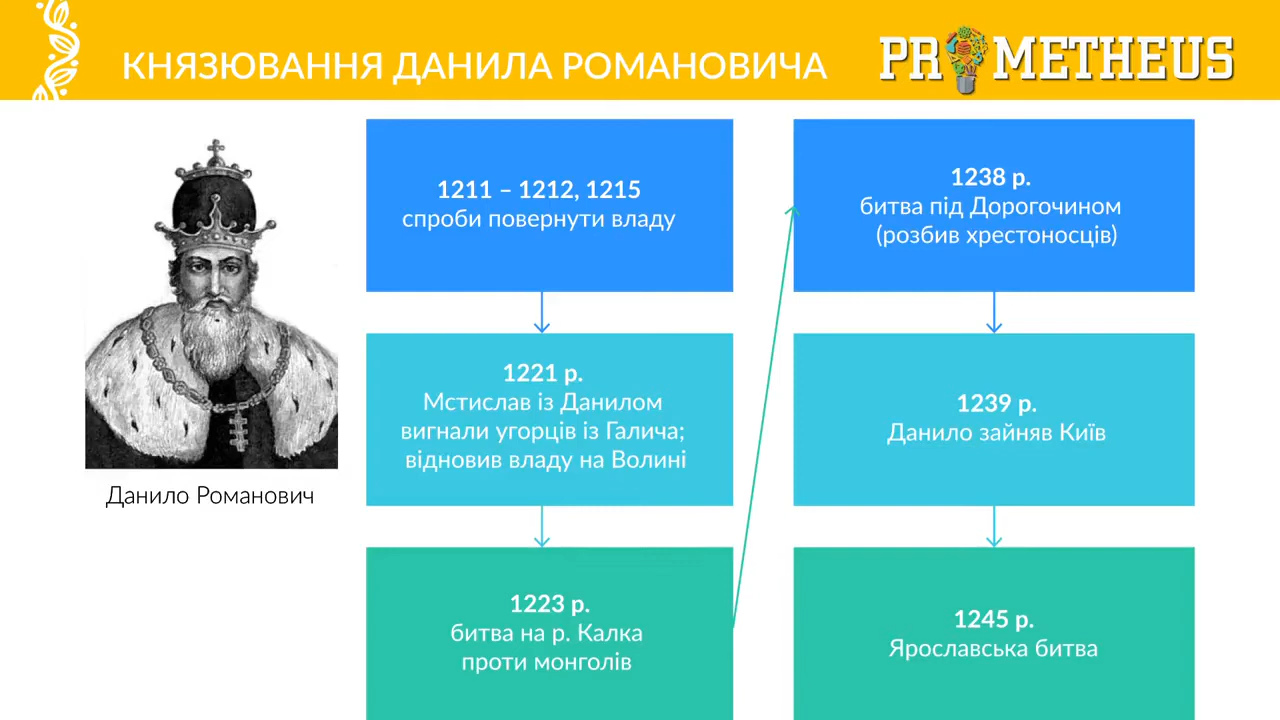 КНЯЗЮВАННЯ ДАНИЛА РОМАНОВИЧА
PROMETHEUS
Данило Романович
1211 – 1212, 1215
спроби повернути владу
1221 р.
Мстислав із Данилом
вигнали угорців із Галича;
відновив владу на Волині
1223 р.
битва на р. Калка
проти монголів
1238 р.
битва під Дорогочином
(розбив хрестоносців)
1239 р.
Данило зайняв Київ
1245 р.
Ярославська битва